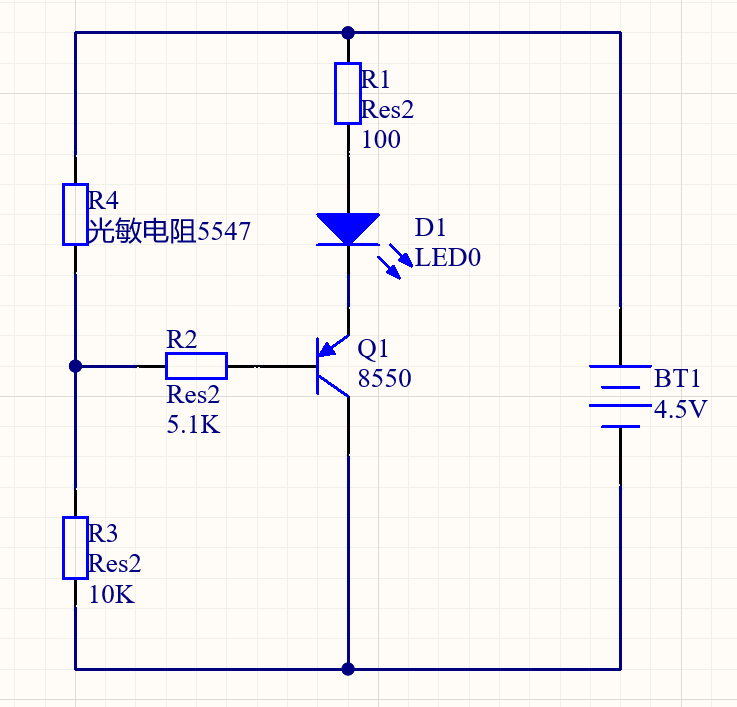 R1
Res2
100
R4
光敏电阻5547
D1
LED0
R2
Res2
5.1K
Q1
8550
BT1
4.5V
R3
Res2
10K